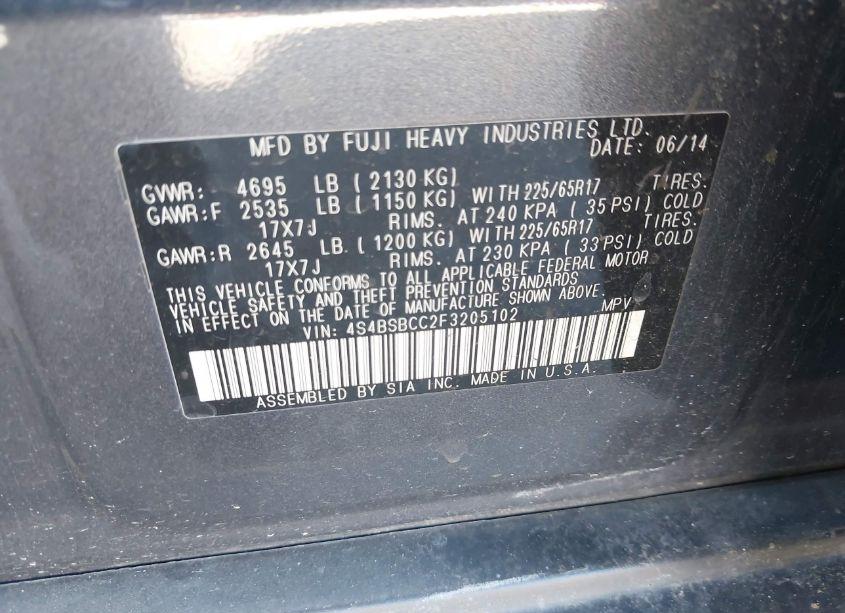 MFD BY FUJI HEAVY INDUSTRIES LTD.
DATE: 06/14
GVWR: 4695 LB ( 2130 KG)
GAWR:F 2535 LB ( 1150 KG) WITH 225/65R17 TIRES.
17X7J RIMS. AT 240 KPA ( 35 PSI) COLD
GAWR:R 2645 LB ( 1200 KG) WITH 225/65R17 TIRES.
17X7J RIMS. AT 230 KPA ( 33 PSI) COLD
THIS VEHICLE CONFORMS TO ALL APPLICABLE FEDERAL MOTOR
VEHICLE SAFETY AND THEFT PREVENTION STANDARDS
IN EFFECT ON THE DATE OF MANUFACTURE SHOWN ABOVE.
VIN: 4S4BSBCC2F3205102 MPV
ASSEMBLED BY SIA INC. MADE IN U.S.A.